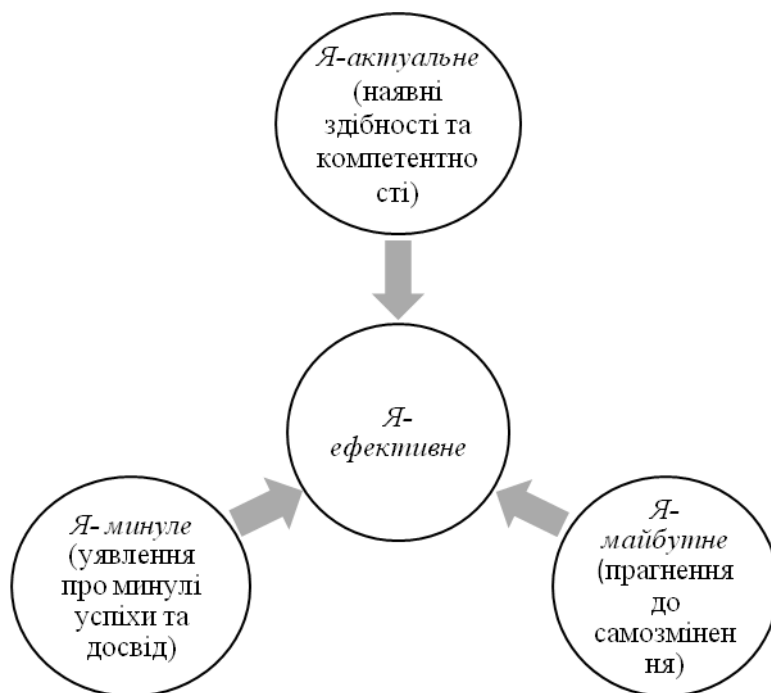 Я-актуальне
(наявні
здібності та
компетентно
сті)
Я-
ефективне
Я- минуле
(уявлення
про минулі
успіхи та
досвід)
Я-
майбутнє
(прагнення
до
самозмінен
ня)